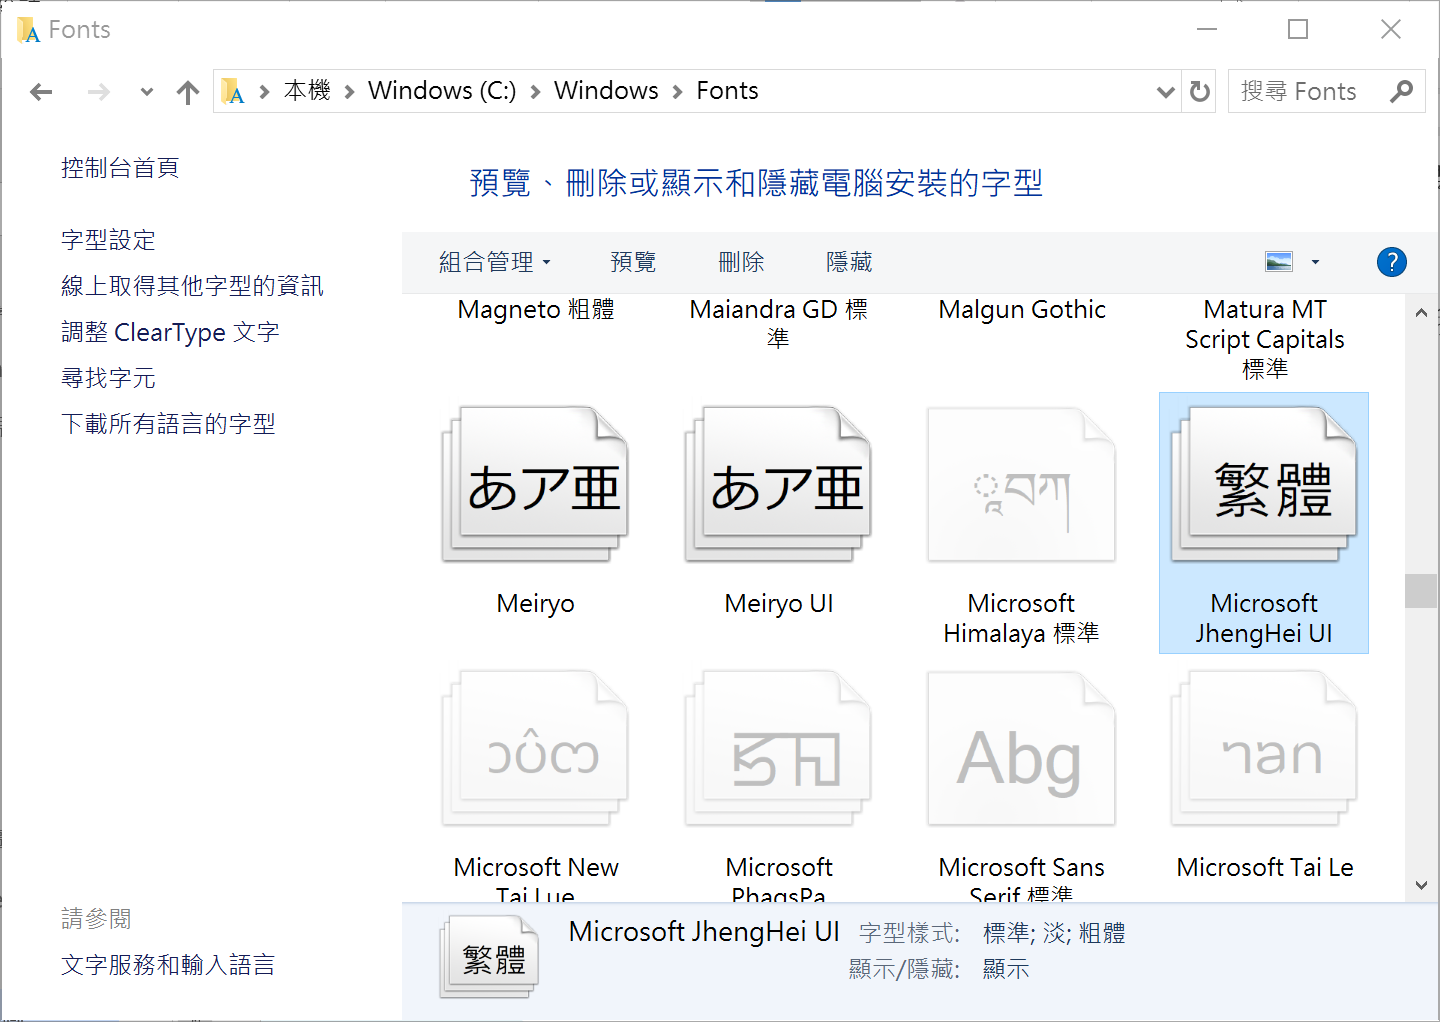 Fonts
本機 Windows (C:) Windows Fonts
搜尋 Fonts
控制台首頁
字型設定
線上取得其他字型的資訊
調整 ClearType 文字
尋找字元
下載所有語言的字型
請參閱
文字服務和輸入語言
預覽、刪除或顯示和隱藏電腦安裝的字型
組合管理 預覽 刪除 隱藏
?
Magneto 粗體
Maiandra GD 標
準
Malgun Gothic
Matura MT
Script Capitals
標準
あア亜
Meiryo
あア亜
Meiryo UI
Microsoft
Himalaya 標準
繁體
Microsoft
JhengHei UI
Microsoft New
Tai Lue
Microsoft
PhagsPa
Abg
Microsoft Sans
Serif 標準
Microsoft Tai Le
繁體
Microsoft JhengHei UI 字型樣式: 標準; 淡; 粗體
顯示/隱藏: 顯示